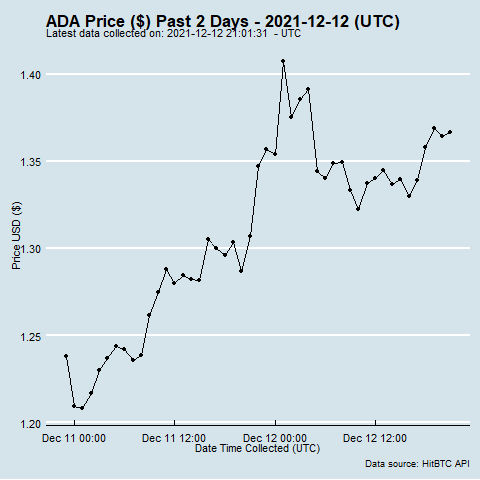 ADA Price ($) Past 2 Days - 2021-12-12 (UTC)
Latest data collected on: 2021-12-12 21:01:31  - UTC
1.40
1.35
1.30
1.25
1.20
Price USD ($)
Dec 11 00:00
Dec 11 12:00
Dec 12 00:00
Dec 12 12:00
Date Time Collected (UTC)
Data source: HitBTC API